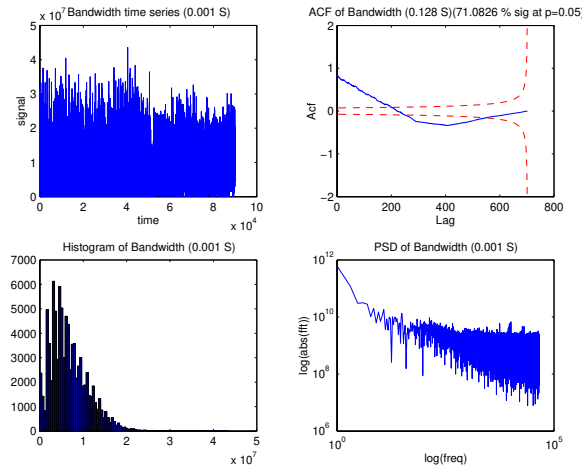 x 10^7 Bandwidth time series (0.001 S)
5
4
3
2
1
0
signal
0 2 4 6 8 10
time
x 10^4
ACF of Bandwidth (0.128 S)(71.0826 % sig at p=0.05)
2
1
0
−1
−2
Acf
0 200 400 600 800
Lag
Histogram of Bandwidth (0.001 S)
7000
6000
5000
4000
3000
2000
1000
0
0 1 2 3 4 5
x 10^7
PSD of Bandwidth (0.001 S)
10^12
10^10
10^8
10^6
log(abs(fft)
10^0 10^5
log(freq)